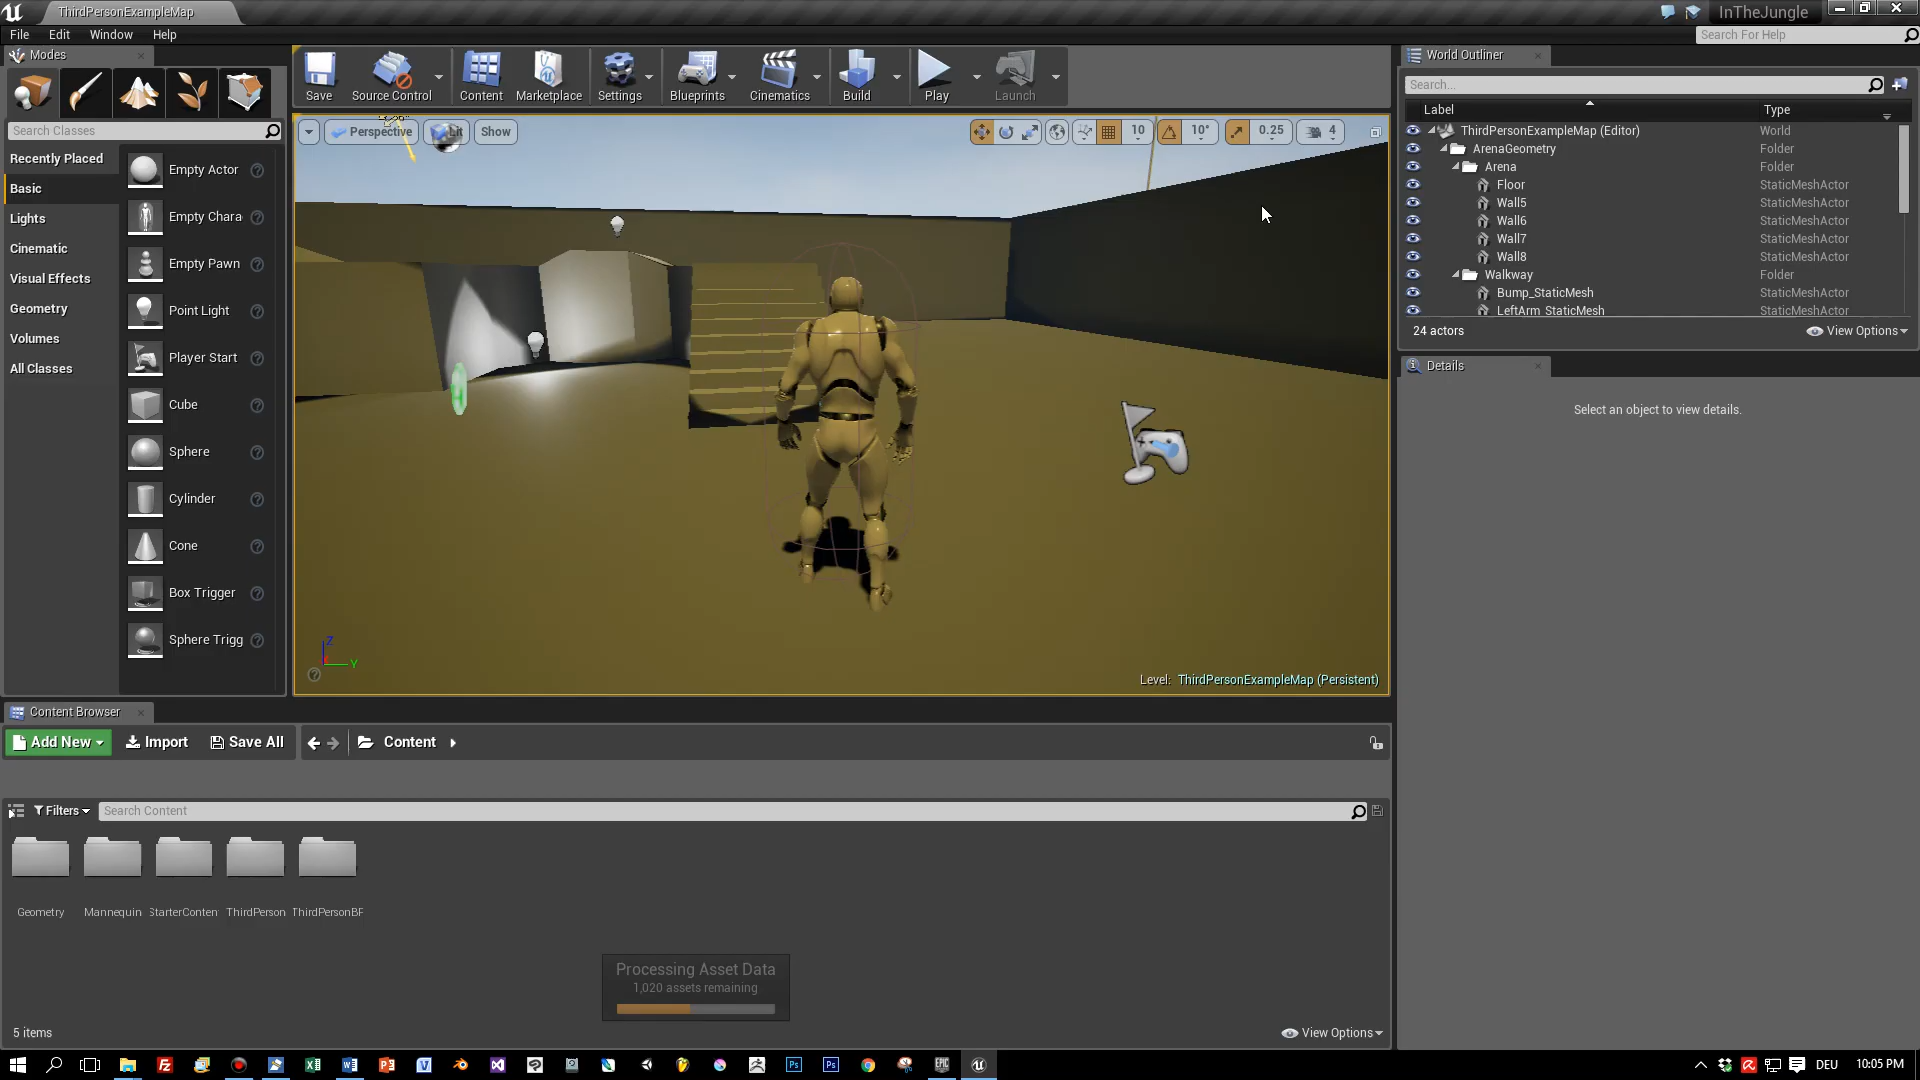 ThirdPersonExampleMap
InTheJungle
File
Edit
Window
Help
Search For Help
Modes
Search Classes
Recently Placed
Basic
Lights
Cinematic
Visual Effects
Geometry
Volumes
All Classes
Empty Actor
Empty Chara
Empty Pawn
Point Light
Player Start
Cube
Sphere
Cylinder
Cone
Box Trigger
Sphere Trigg
Save
Source Control
Content
Marketplace
Settings
Blueprints
Cinematics
Build
Play
Launch
Perspective
Lit
Show
10
10°
0.25
4
Z
Y
Level: ThirdPersonExampleMap (Persistent)
World Outliner
Search...
Label Type
ThirdPersonExampleMap (Editor) World
ArenaGeometry Folder
Arena Folder
Floor StaticMeshActor
Wall5 StaticMeshActor
Wall6 StaticMeshActor
Wall7 StaticMeshActor
Wall8 StaticMeshActor
Walkway Folder
Bump_StaticMesh StaticMeshActor
LeftArm_StaticMesh StaticMeshActor
24 actors
View Options
Details
Select an object to view details.
Content Browser
Add New
Import
Save All
Content
Filters
Search Content
Geometry
Mannequin
StarterConten
ThirdPerson
ThirdPersonBF
Processing Asset Data
1,020 assets remaining
5 items
View Options
DEU
10:05 PM